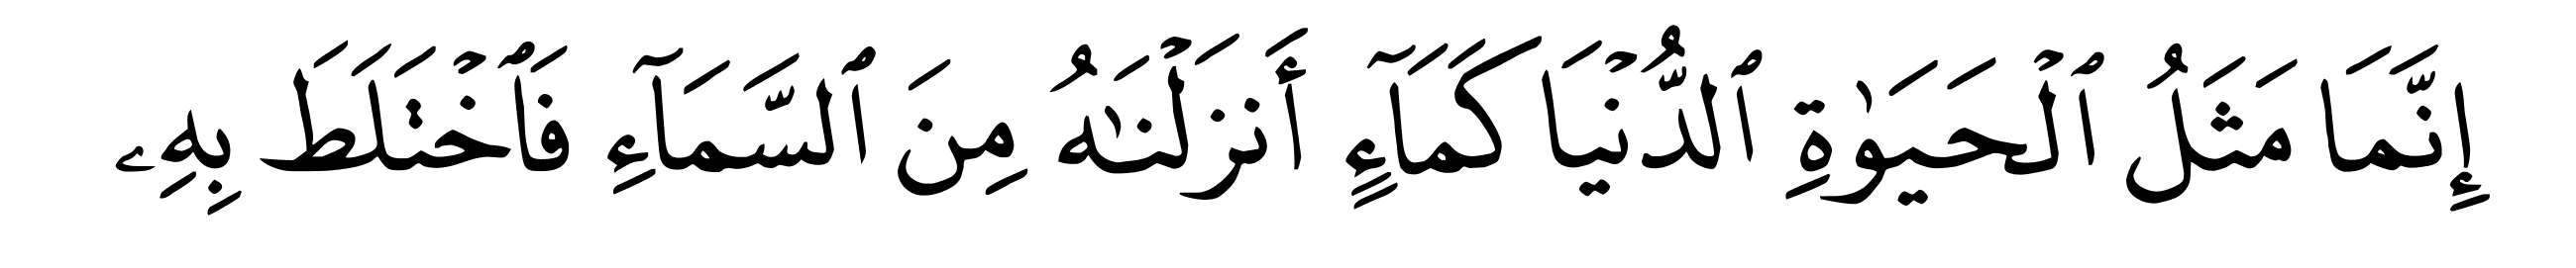 إِنَّمَا مَثَلُ ٱلْحَيَوٰةِ ٱلدُّنْيَا كَمَآءٍ أَنزَلْنَـٰهُ مِنَ ٱلسَّمَآءِ فَٱخْتَلَطَ بِهِۦ